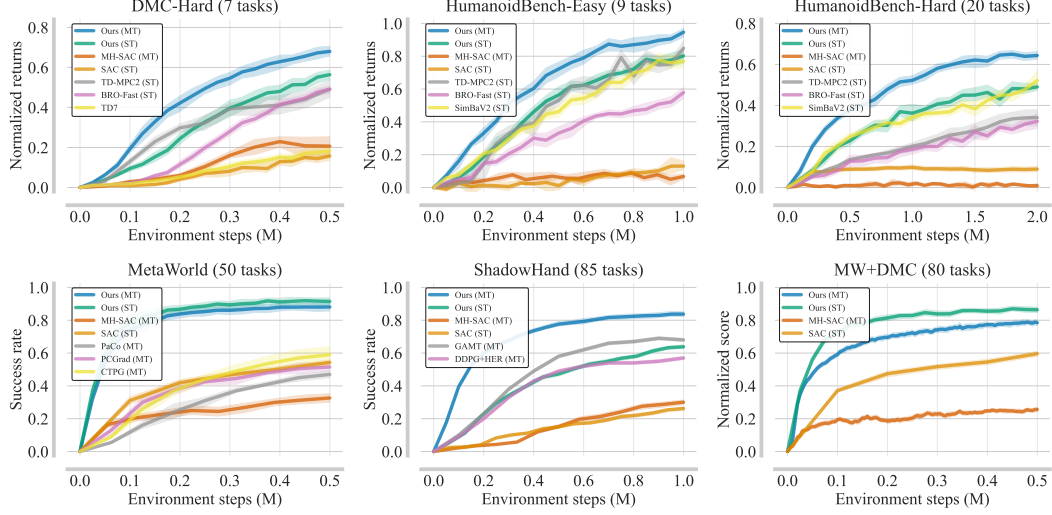 DMC-Hard (7 tasks)
Normalized returns
0.8
0.6
0.4
0.2
0.0
Ours (MT)
Ours (ST)
MH-SAC (MT)
SAC (ST)
TD-MPC2 (ST)
BRO-Fast (ST)
TD7
0.0 0.1 0.2 0.3 0.4 0.5
Environment steps (M)
HumanoidBench-Easy (9 tasks)
Normalized returns
1.0
0.8
0.6
0.4
0.2
0.0
Ours (MT)
Ours (ST)
MH-SAC (MT)
SAC (ST)
TD-MPC2 (ST)
BRO-Fast (ST)
SimBaV2 (ST)
0.0 0.2 0.4 0.6 0.8 1.0
Environment steps (M)
HumanoidBench-Hard (20 tasks)
Normalized returns
0.8
0.6
0.4
0.2
0.0
Ours (MT)
Ours (ST)
MH-SAC (MT)
SAC (ST)
TD-MPC2 (ST)
BRO-Fast (ST)
SimBaV2 (ST)
0.0 0.5 1.0 1.5 2.0
Environment steps (M)
MetaWorld (50 tasks)
Success rate
1.0
0.8
0.6
0.4
0.2
0.0
Ours (MT)
Ours (ST)
MH-SAC (MT)
SAC (ST)
PaCo (MT)
PCGrad (MT)
CTPG (MT)
0.0 0.1 0.2 0.3 0.4 0.5
Environment steps (M)
ShadowHand (85 tasks)
Success rate
1.0
0.8
0.6
0.4
0.2
0.0
Ours (MT)
Ours (ST)
MH-SAC (MT)
SAC (ST)
GAMT (MT)
DDPG+HER (MT)
0.0 0.2 0.4 0.6 0.8 1.0
Environment steps (M)
MW+DMC (80 tasks)
Normalized score
1.0
0.8
0.6
0.4
0.2
0.0
Ours (MT)
Ours (ST)
MH-SAC (MT)
SAC (ST)
0.0 0.1 0.2 0.3 0.4 0.5
Environment steps (M)